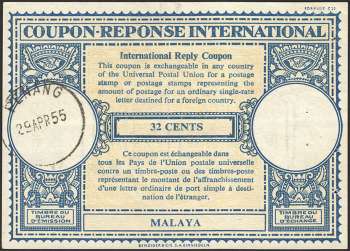 COUPON-REPONSE INTERNATIONAL
International Reply Coupon
This coupon is exchangeable in any country
of the Universal Postal Union for a postage
stamp or postage stamps representing the
amount of postage for an ordinary single-rate
letter destined for a foreign country.
PENANG
29 APR 55
32 CENTS
Ce coupon est échangeable dans
tous les Pays de l'Union postale universelle
contre un timbre-poste ou des timbres-poste
représentant le montant de l'affranchissement
d'une lettre ordinaire de port simple à desti-
nation de l'étranger.
TIMBRE DU
BUREAU
D'EMISSION
TIMBRE DU
BUREAU
D'ECHANGE
MALAYA